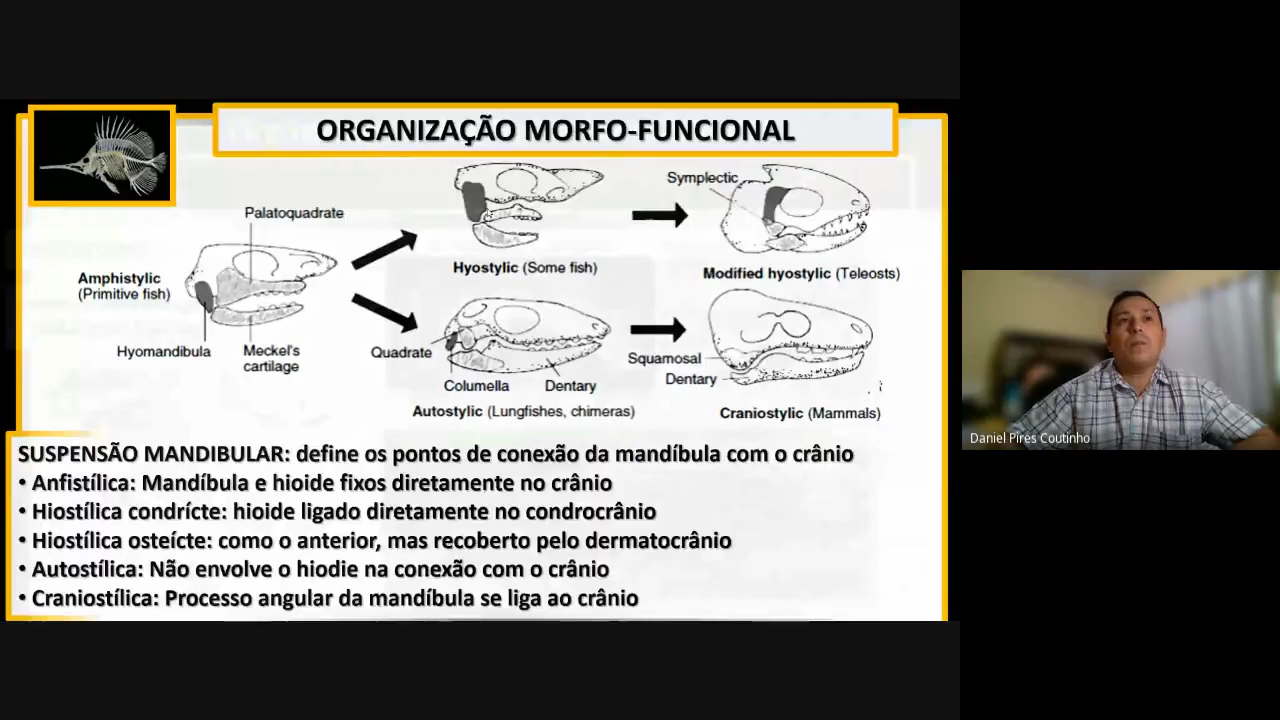 ORGANIZAÇÃO MORFO-FUNCIONAL
Symplectic
Palatoquadrate
Hyostylic (Some fish)
Modified hyostylic (Teleosts)
Amphistylic
(Primitive fish)
Hyomandibula
Meckel's
cartilage
Quadrate
Columella
Dentary
Squamosal
Dentary
Autostylic (Lungfishes, chimeras)
Craniostylic (Mammals)
SUSPENSÃO MANDIBULAR: define os pontos de conexão da mandíbula com o crânio
• Anfistílica: Mandíbula e hioide fixos diretamente no crânio
• Hiostílica condrícte: hioide ligado diretamente no condrocrânio
• Hiostílica osteícte: como o anterior, mas recoberto pelo dermatocrânio
• Autostílica: Não envolve o hiodie na conexão com o crânio
• Craniostílica: Processo angular da mandíbula se liga ao crânio
Daniel Pires Coutinho